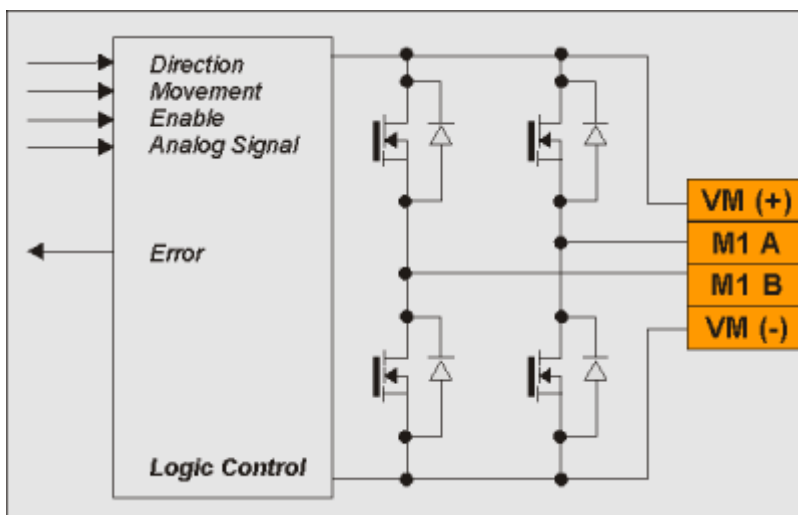 Direction
Movement
Enable
Analog Signal
Error
Logic Control
VM (+)
M1 A
M1 B
VM (-)